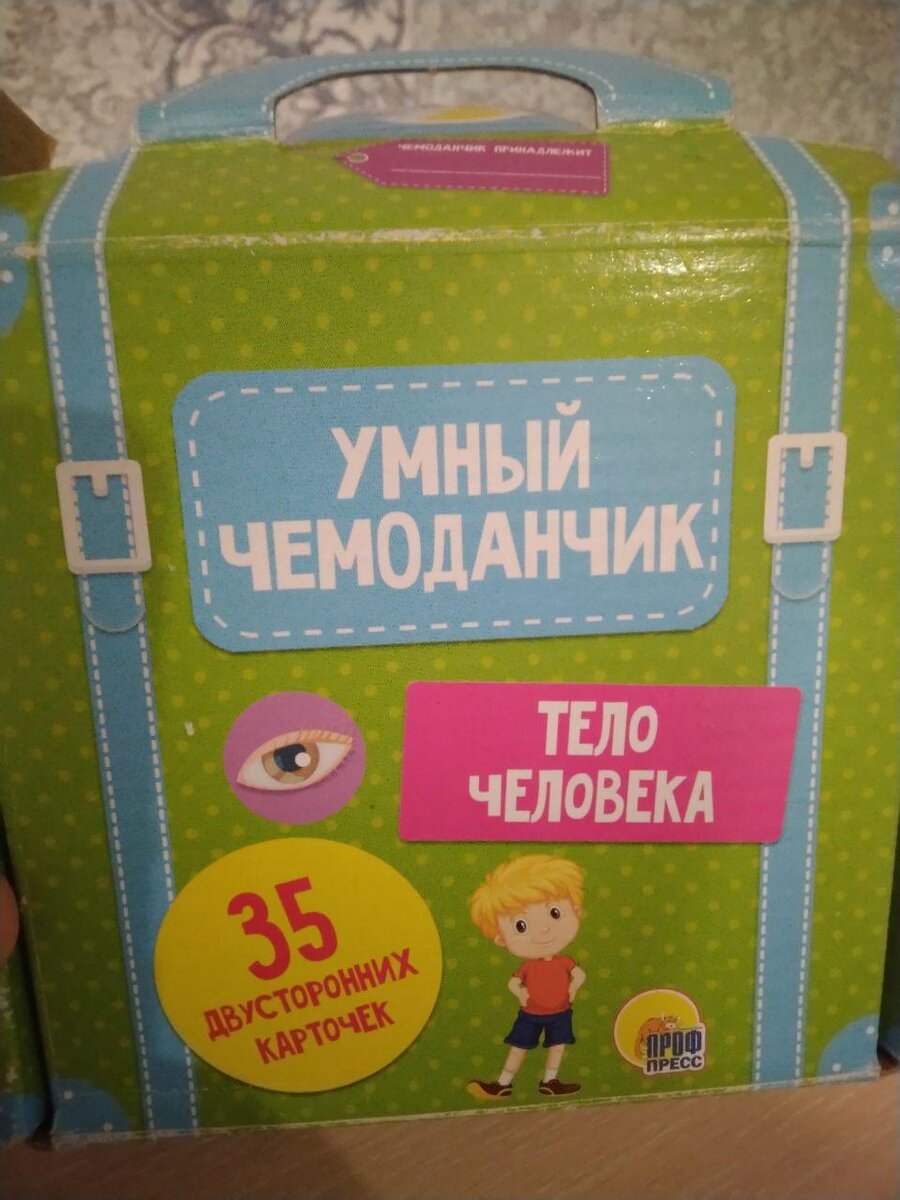 ЧЕМОДАНЧИК ПРИНАДЛЕЖИТ
УМНЫЙ
ЧЕМОДАНЧИК
ТЕЛО
ЧЕЛОВЕКА
35
ДВУСТОРОННИХ
КАРТОЧЕК
ПРОФ
ПРЕСС